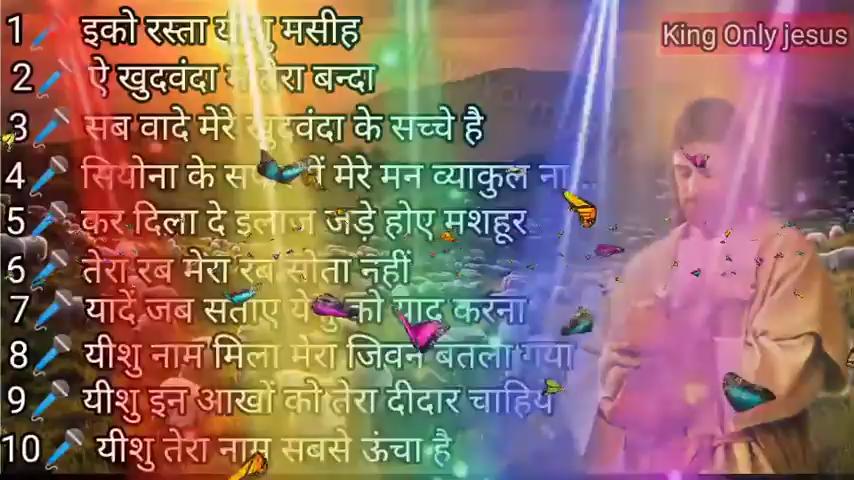 King Only jesus
1 इको रस्ता यीशु मसीह
2 ऐ खुदवंदा मै तेरा बन्दा
3 सब वादे मेरे खुदवंदा के सच्चे है
4 सियोना के में मेरे मन व्याकुल ना...
5 कर दिला दे इलाज जड़े होए मशहूर
6 तेरा रब मेरा रब सोता नहीं
7 यादें जब सताए येशु को याद करना
8 यीशु नाम मिला मेरा जिवन बतला गया
9 यीशु इन आखों को तेरा दीदार चाहिय
10 यीशु तेरा नाम सबसे ऊंचा है